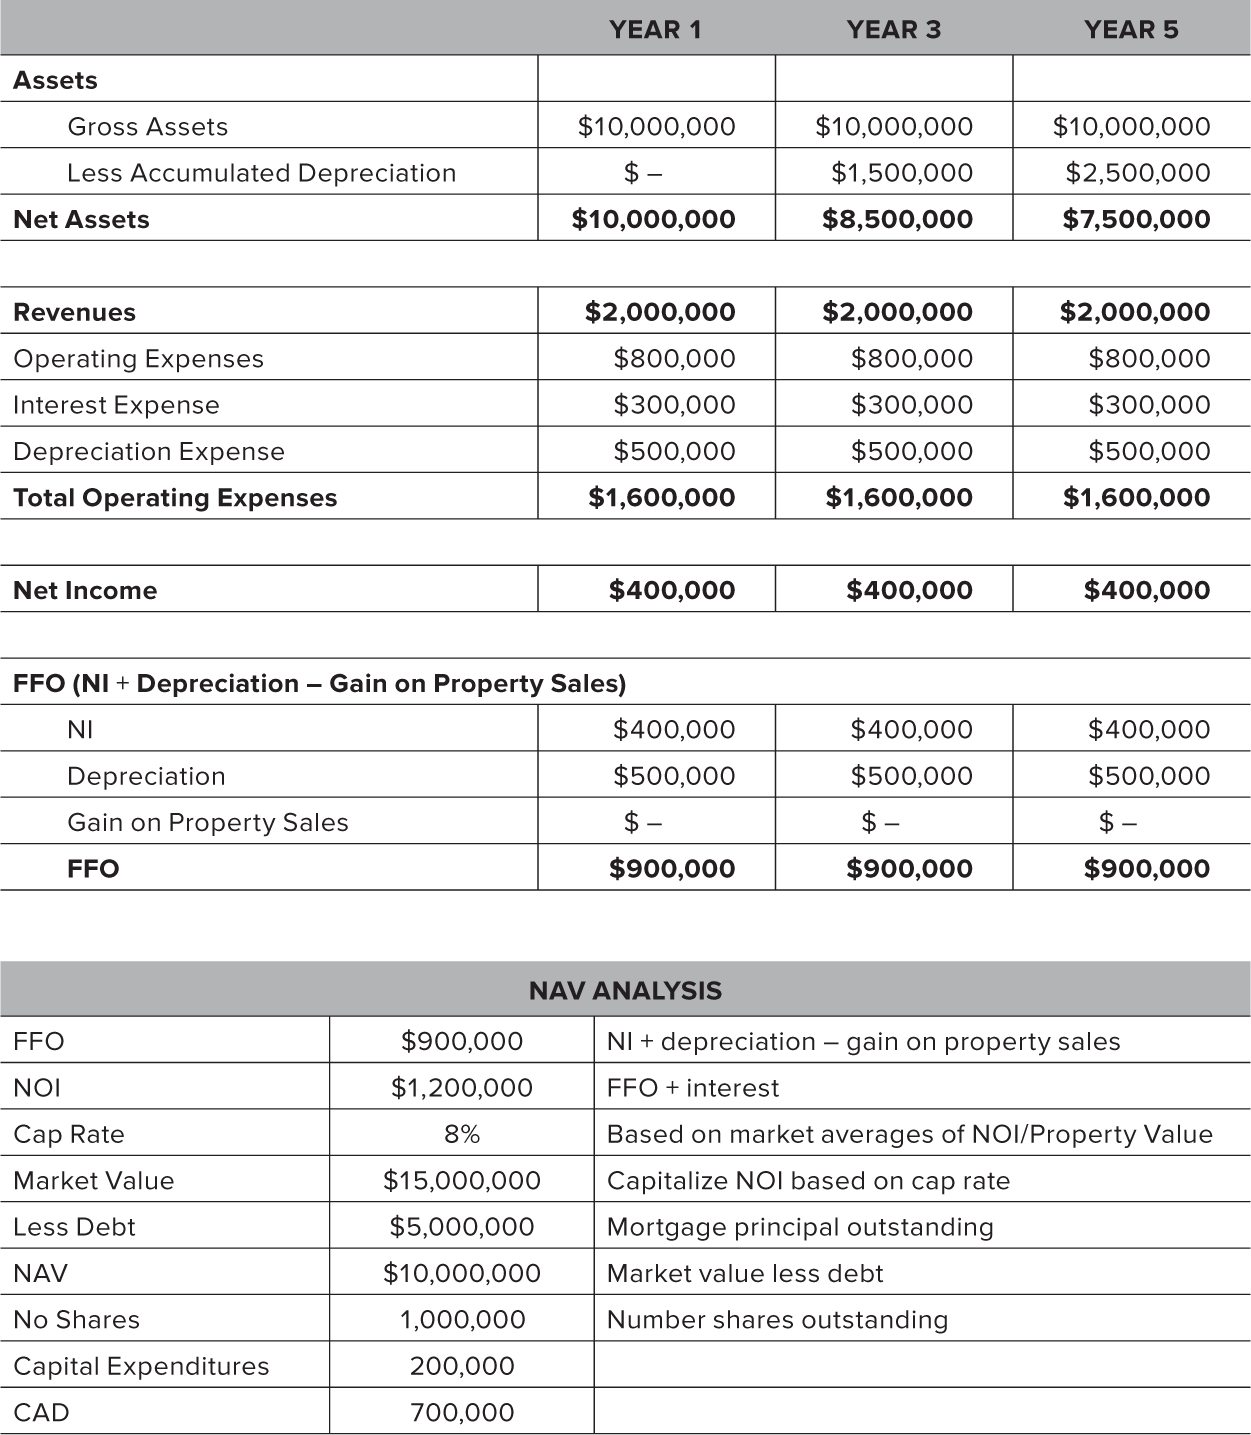 YEAR 1 YEAR 3 YEAR 5
Assets
Gross Assets $10,000,000 $10,000,000 $10,000,000
Less Accumulated Depreciation $ – $1,500,000 $2,500,000
Net Assets $10,000,000 $8,500,000 $7,500,000
Revenues $2,000,000 $2,000,000 $2,000,000
Operating Expenses $800,000 $800,000 $800,000
Interest Expense $300,000 $300,000 $300,000
Depreciation Expense $500,000 $500,000 $500,000
Total Operating Expenses $1,600,000 $1,600,000 $1,600,000
Net Income $400,000 $400,000 $400,000
FFO (NI + Depreciation – Gain on Property Sales)
NI $400,000 $400,000 $400,000
Depreciation $500,000 $500,000 $500,000
Gain on Property Sales $ – $ – $ –
FFO $900,000 $900,000 $900,000
NAV ANALYSIS
FFO $900,000 NI + depreciation – gain on property sales
NOI $1,200,000 FFO + interest
Cap Rate 8% Based on market averages of NOI/Property Value
Market Value $15,000,000 Capitalize NOI based on cap rate
Less Debt $5,000,000 Mortgage principal outstanding
NAV $10,000,000 Market value less debt
No Shares 1,000,000 Number shares outstanding
Capital Expenditures 200,000
CAD 700,000